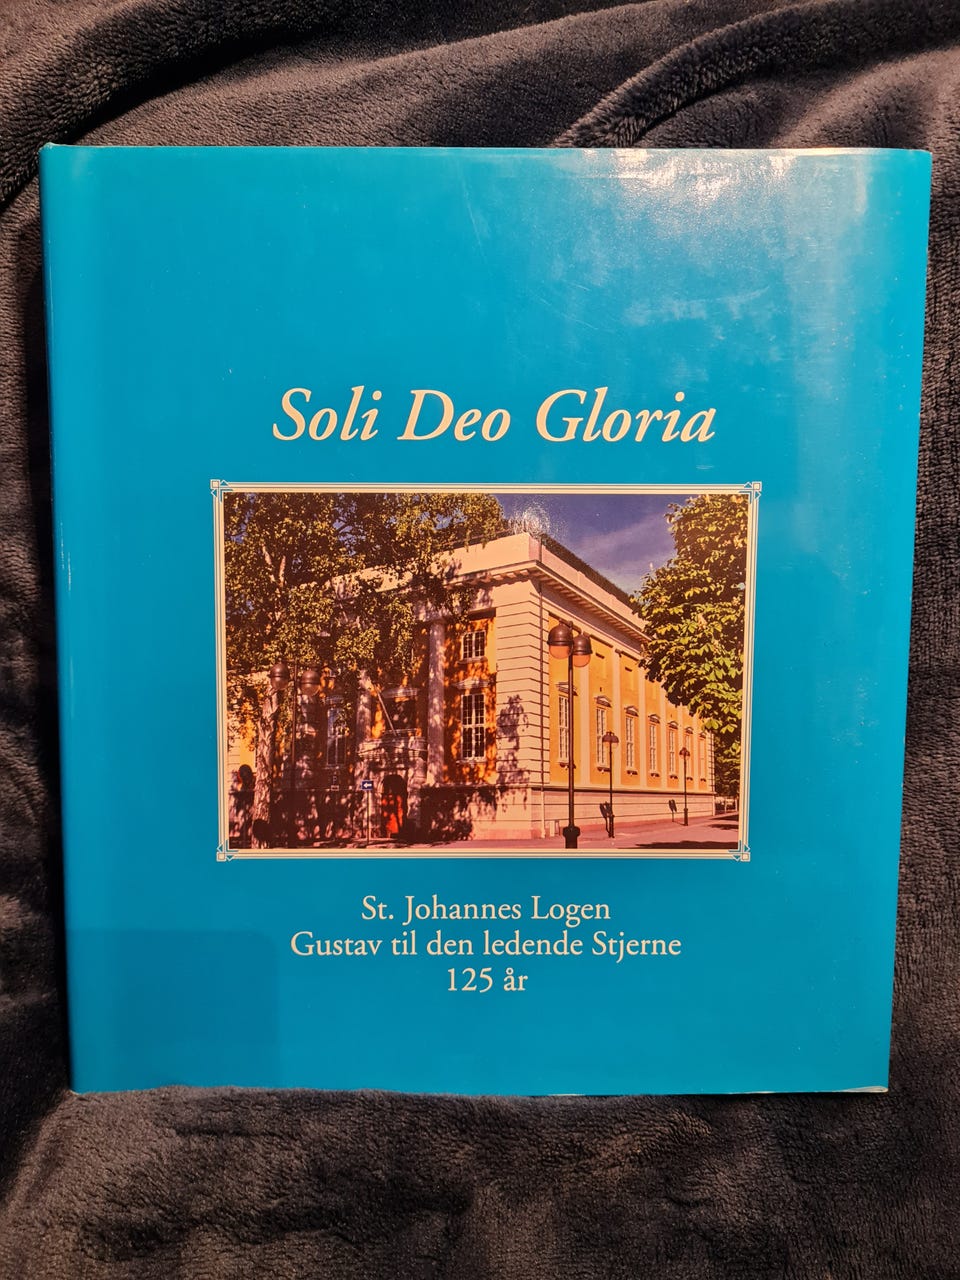 Soli Deo Gloria
St. Johannes Logen
Gustav til den ledende Stjerne
125 år